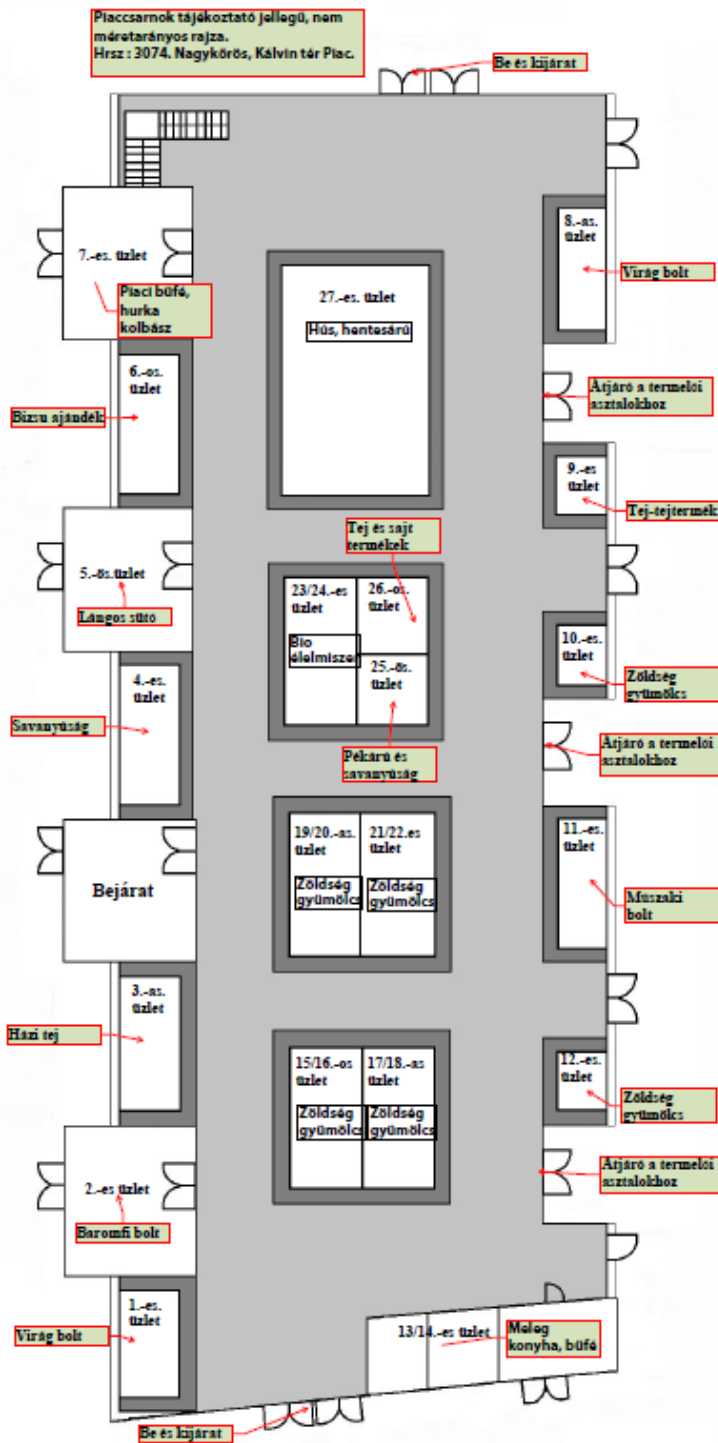 Piaccsarnok tájékoztató jellegű, nem
méretarányos rajza.
Hrsz : 3074. Nagykőrös, Kálvin tér Piac.
Be és kijárat
8.-as.
üzlet
Virág bolt
7.-es. üzlet
Piaci büfé,
hurka
kolbász
27.-es. üzlet
Hús, hentesárú
6.-os.
üzlet
Bizsu ajándék
Átjáró a termelői
asztalokhoz
9.-es
üzlet
Tej-tejtermék
Tej és sajt
termékek
5.-ös.üzlet
Lángos sütő
23/24.-es
üzlet
Bio
élelmiszer
26.-os.
üzlet
25.-ös.
üzlet
Pékárú és
savanyúság
10.-es.
üzlet
Zöldség
gyümölcs
4.-es.
üzlet
Savanyúság
Átjáró a termelői
asztalokhoz
19/20.-as.
üzlet
Zöldség
gyümölcs
21/22.es
üzlet
Zöldség
gyümölcs
11.-es.
üzlet
Műszaki
bolt
Bejárat
3.-as.
üzlet
Házi tej
15/16.-os
üzlet
Zöldség
gyümölcs
17/18.-as
üzlet
Zöldség
gyümölcs
12.-es.
üzlet
Zöldség
gyümölcs
Átjáró a termelői
asztalokhoz
2.-es üzlet
Baromfi bolt
1.-es.
üzlet
Virág bolt
13/14.-es üzlet
Meleg
konyha, büfé
Be és kijárat